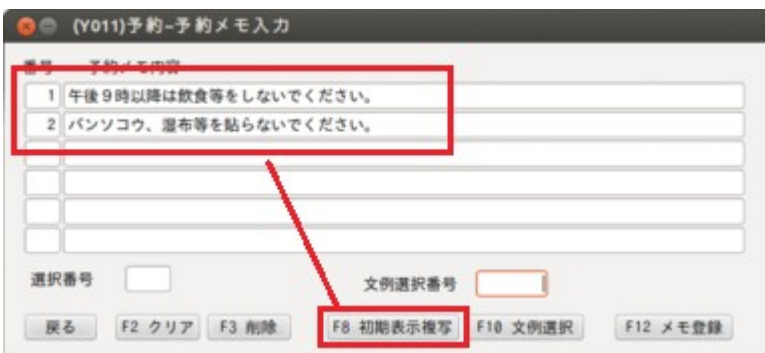 (Y011)予約−予約メモ入力
番号 予約メモ内容
1 午後9時以降は飲食等をしないでください。
2 バンソコウ、湿布等を貼らないでください。
選択番号 文例選択番号
戻る F2 クリア F3 削除 F8 初期表示複写 F10 文例選択 F12 メモ登録